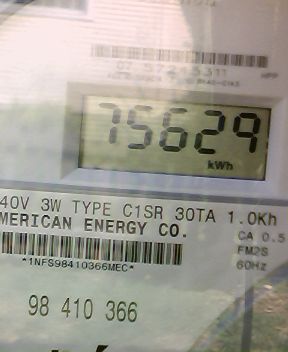 75629
kWh
40V 3W TYPE C1SR 30TA 1.0Kh
MERICAN ENERGY CO.
CA 0.5
FM2S
60Hz
*1NFS98410366MEC*
98 410 366